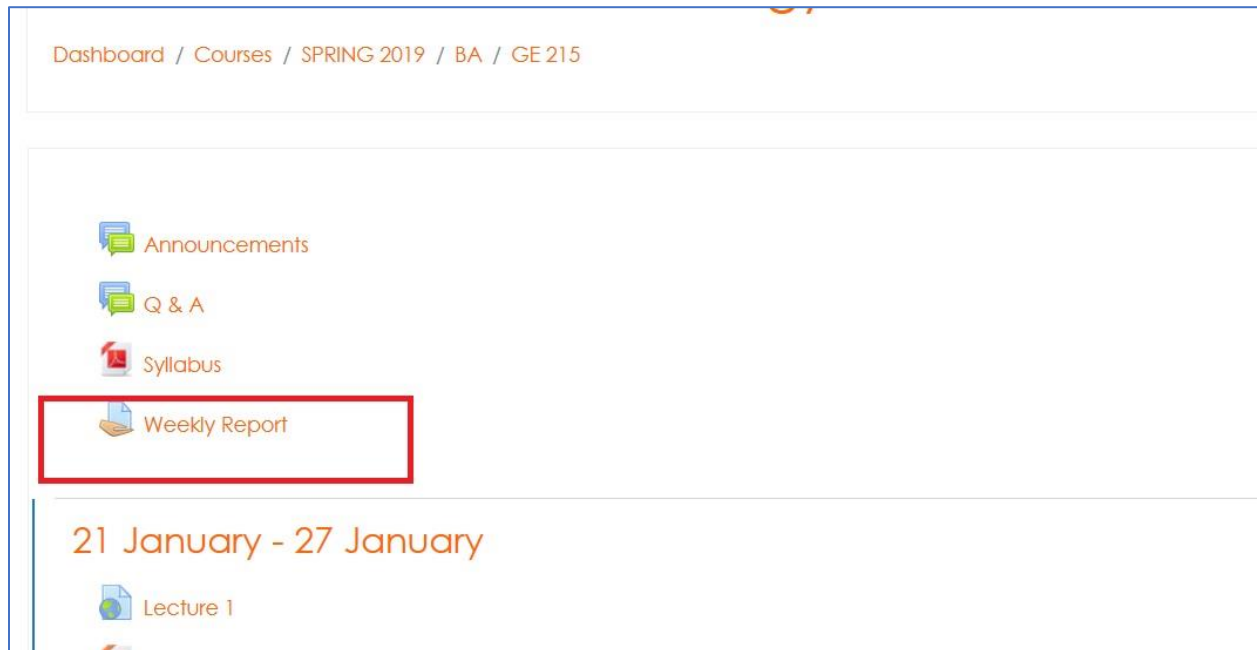 Dashboard / Courses / SPRING 2019 / BA / GE 215
Announcements
Q & A
Syllabus
Weekly Report
21 January - 27 January
Lecture 1